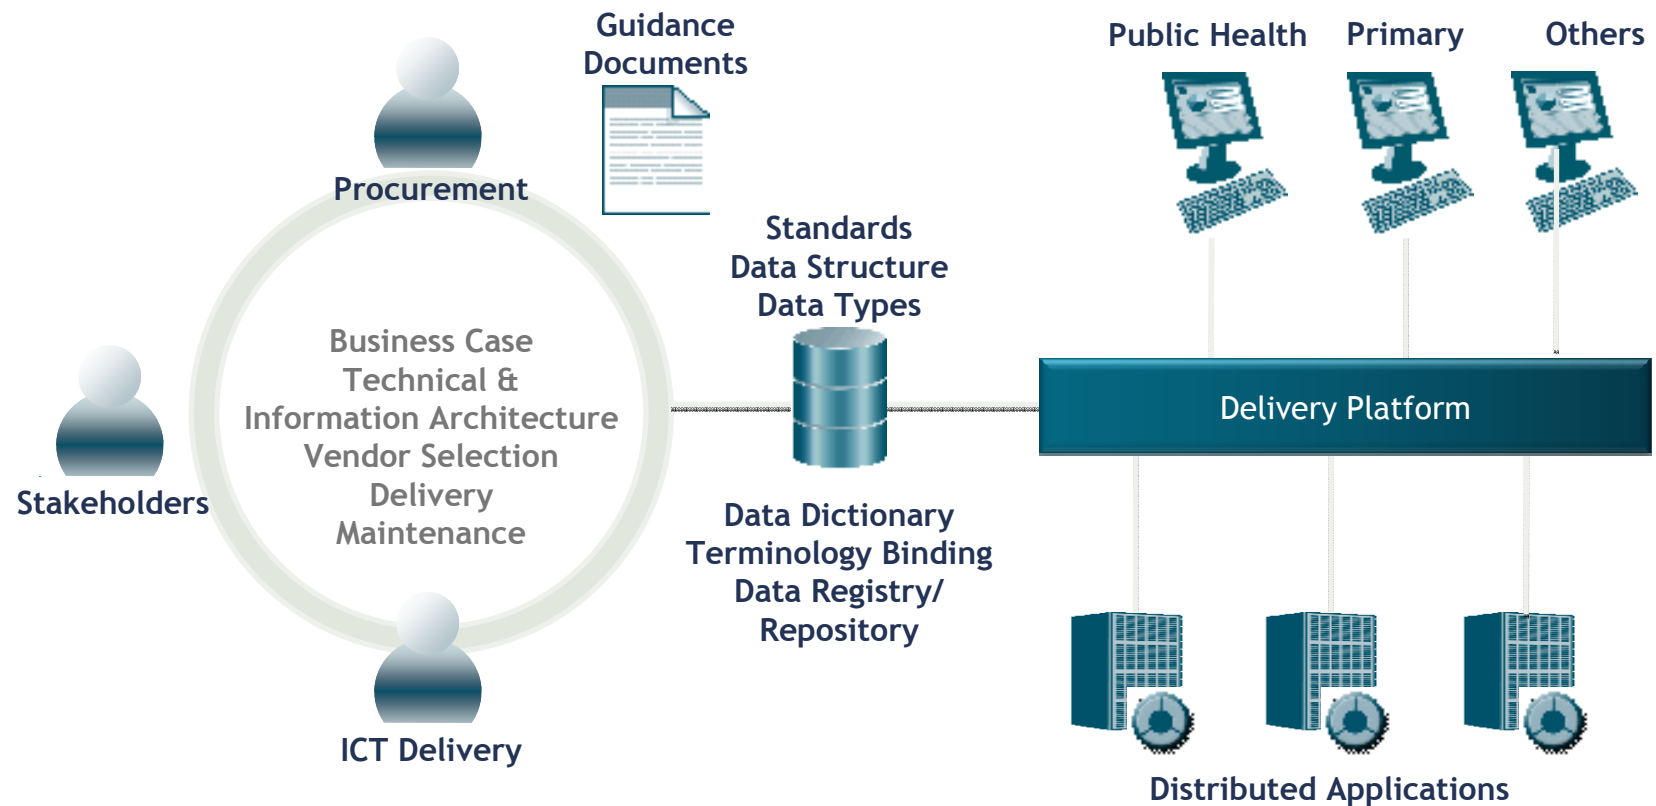 Guidance
Documents
Public Health
Primary
Others
Procurement
Standards
Data Structure
Data Types
Business Case
Technical &
Information Architecture
Vendor Selection
Delivery
Maintenance
Delivery Platform
Stakeholders
Data Dictionary
Terminology Binding
Data Registry/
Repository
ICT Delivery
Distributed Applications